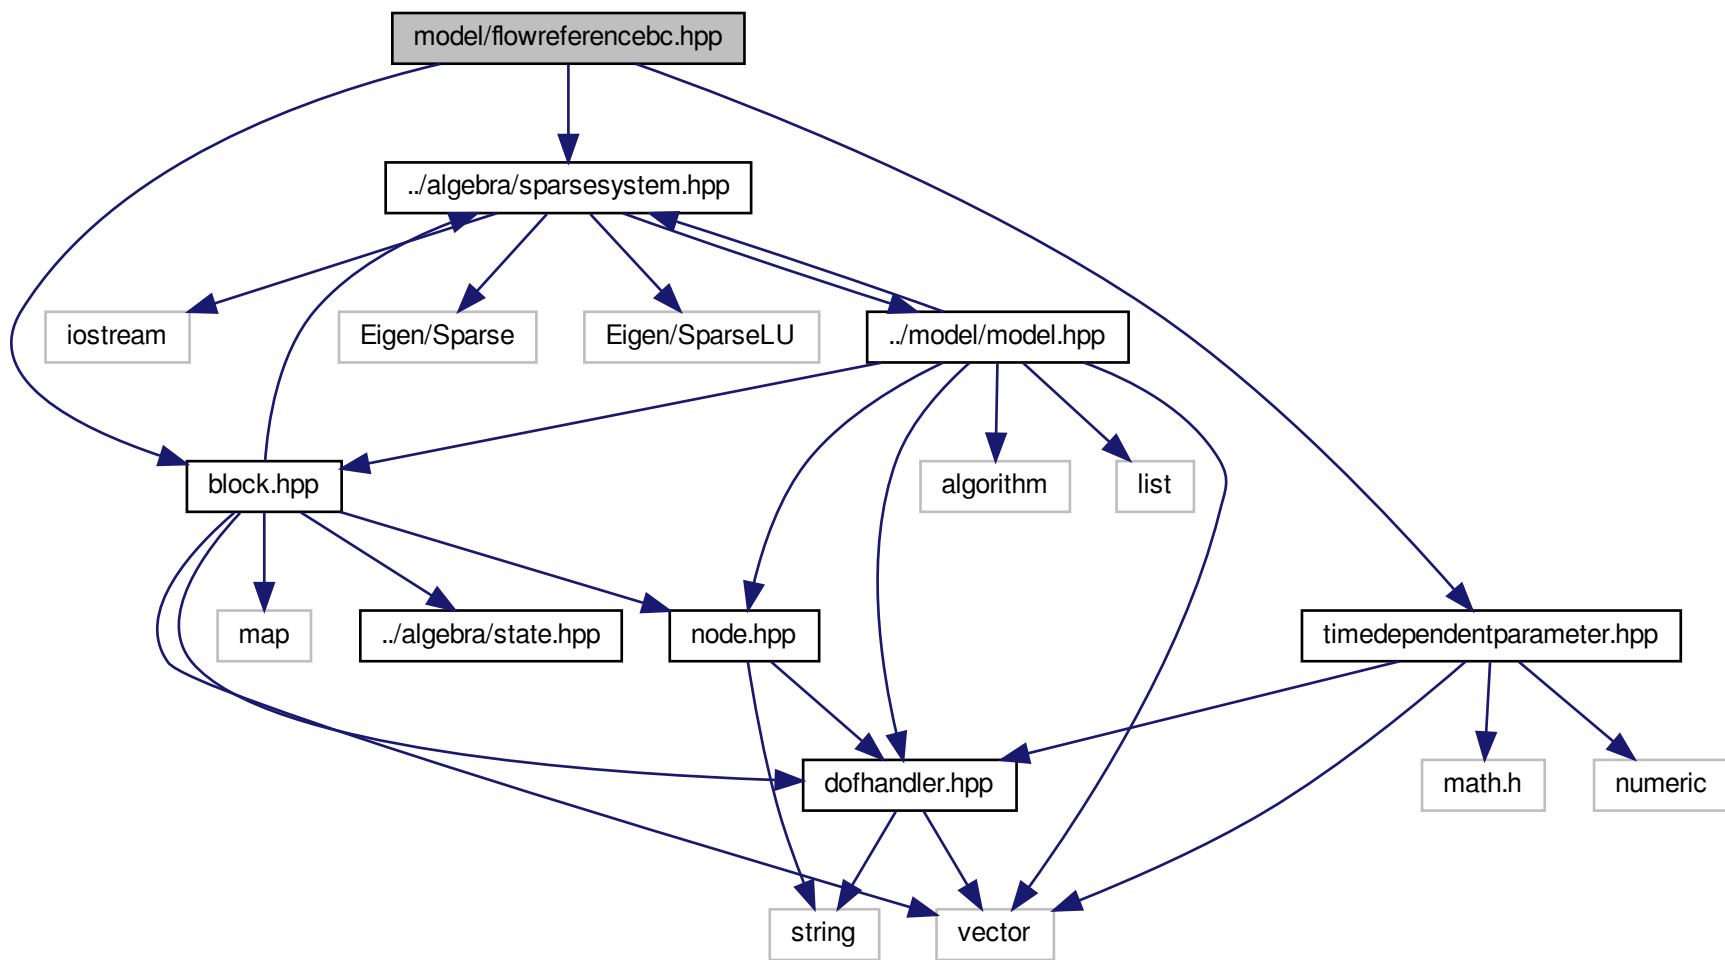 model/flowreferencebc.hpp
../algebra/sparsesystem.hpp
iostream
Eigen/Sparse
Eigen/SparseLU
../model/model.hpp
block.hpp
algorithm
list
map
../algebra/state.hpp
node.hpp
timedependentparameter.hpp
dofhandler.hpp
math.h
numeric
string
vector